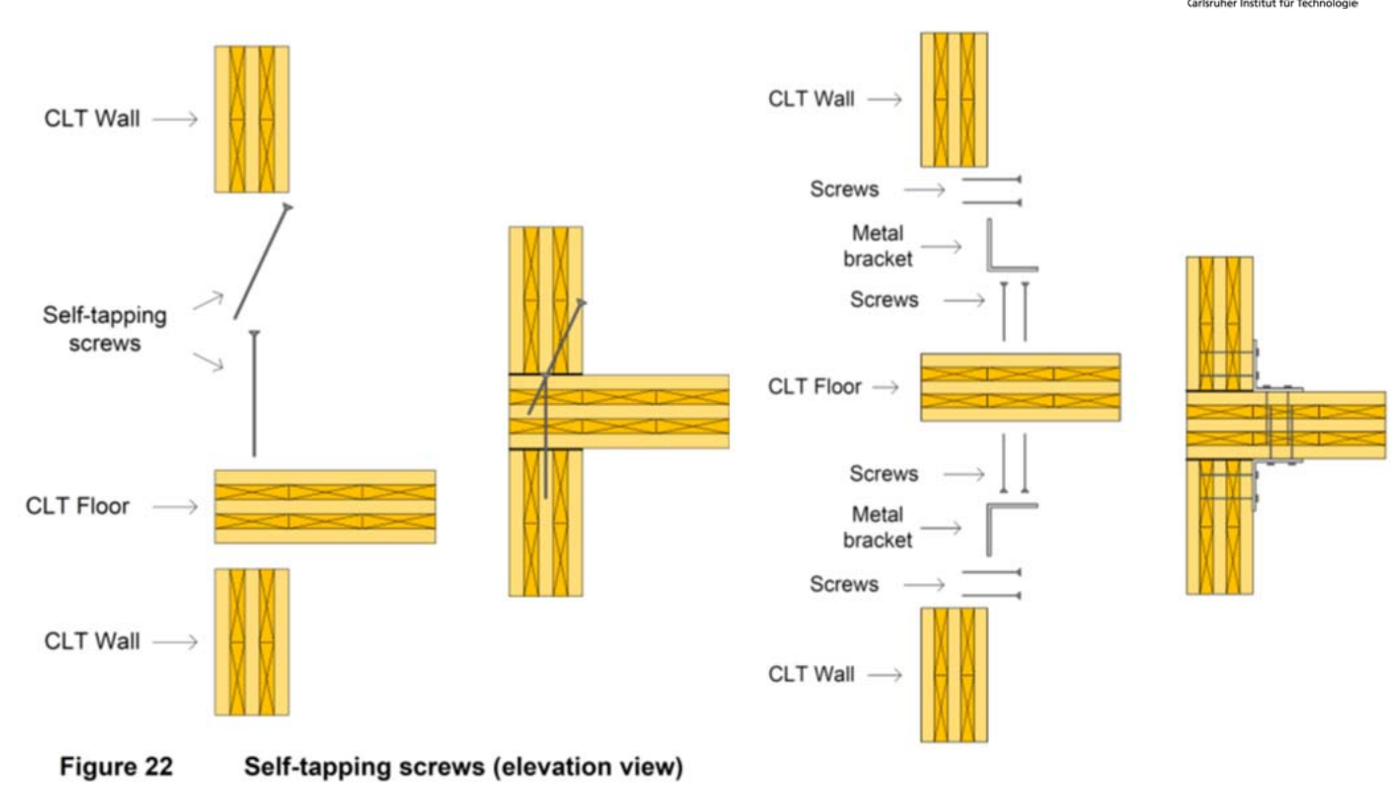 Carlsruher Institut für Technologie
CLT Wall
Self-tapping
screws
CLT Floor
CLT Wall
CLT Wall
Screws
Metal
bracket
Screws
CLT Floor
Screws
Metal
bracket
Screws
CLT Wall
Figure 22 Self-tapping screws (elevation view)